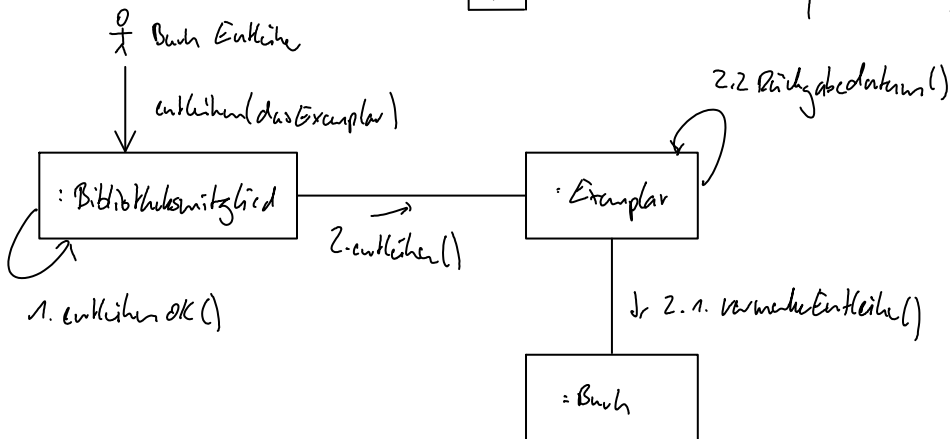 Buch Entleihe
2.2 Rückgabedatum()
entleihen(dasExemplar)
: Bibliotheksmitglied
: Exemplar
2. entleihen()
1. entleihenOK()
2.1. vermerkeEntleihe()
: Buch